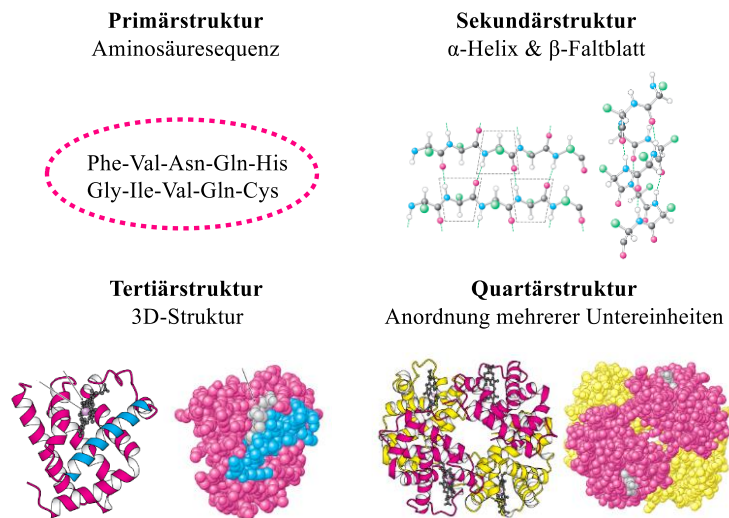 Primärstruktur
Aminosäuresequenz
Phe-Val-Asn-Gln-His
Gly-Ile-Val-Gln-Cys
Sekundärstruktur
α-Helix & β-Faltblatt
Tertiärstruktur
3D-Struktur
Quartärstruktur
Anordnung mehrerer Untereinheiten